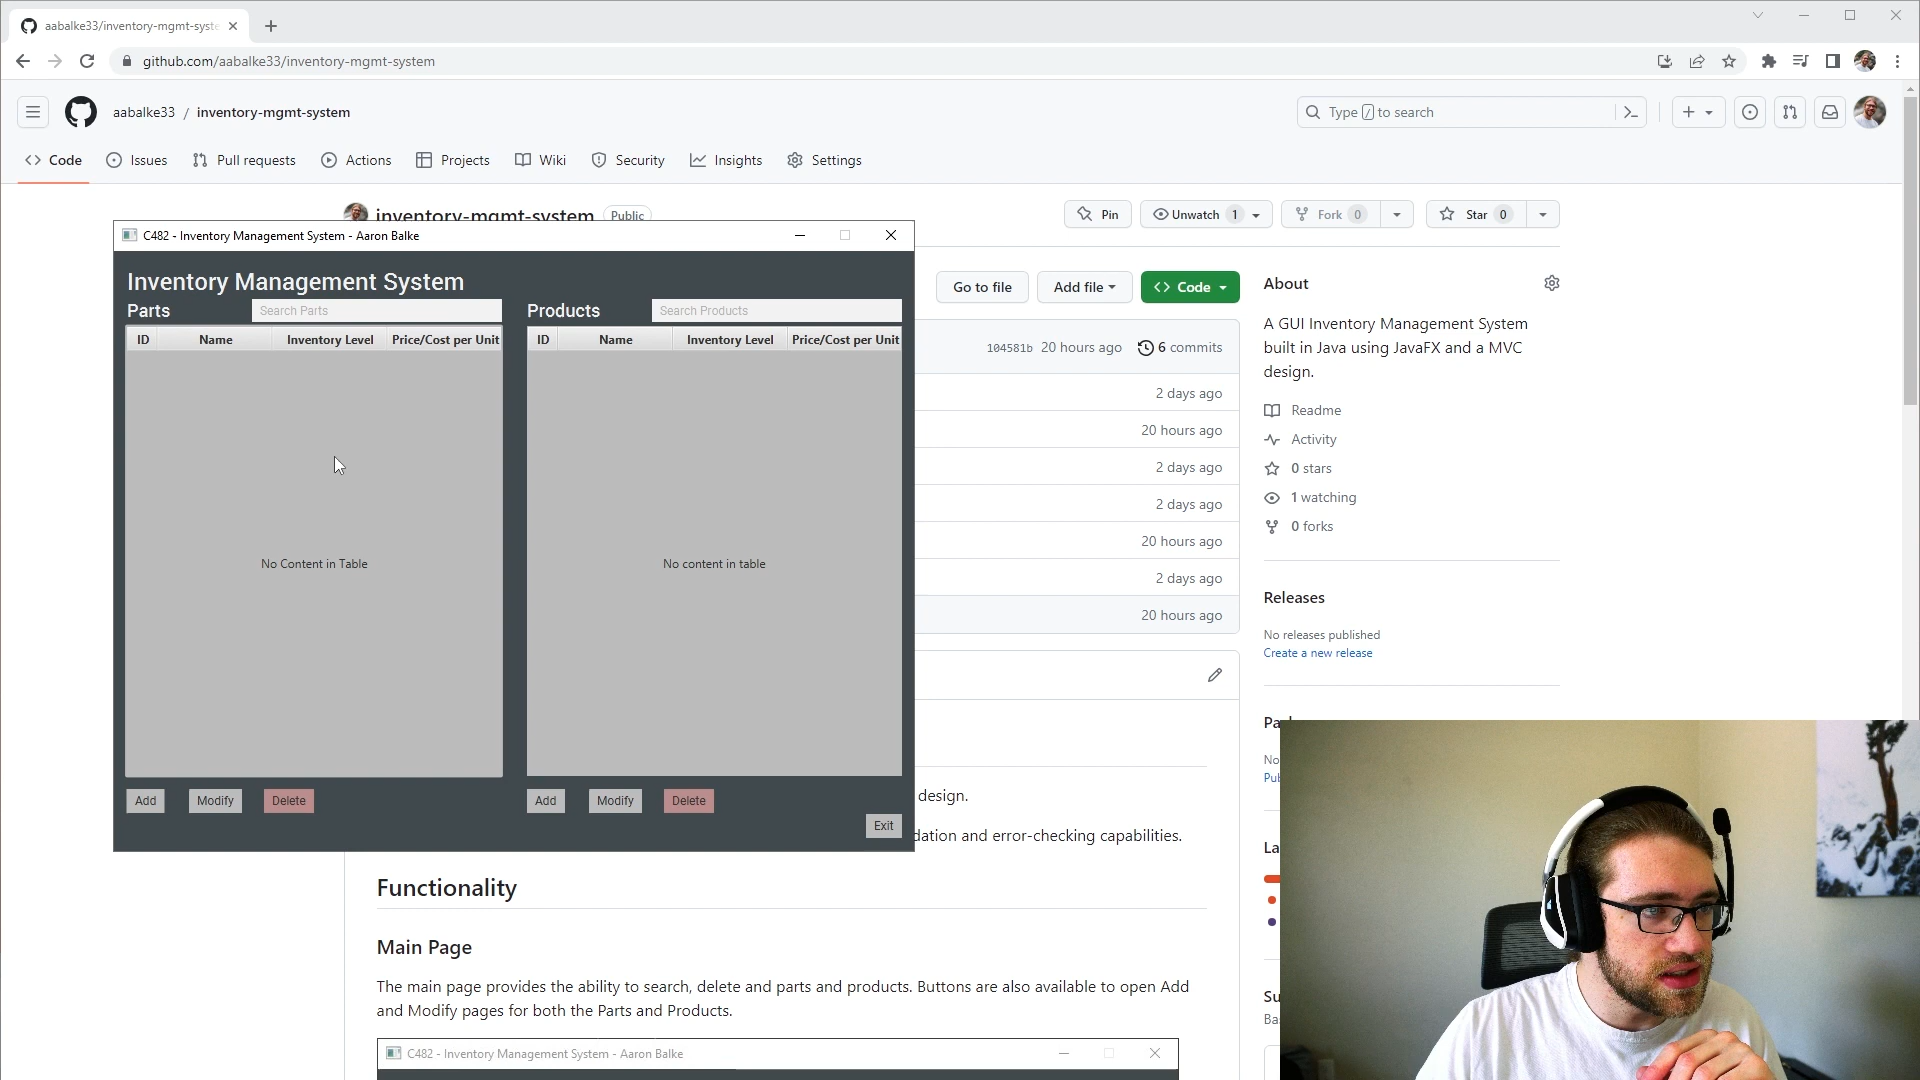 aabalke33/inventory-mgmt-syste
github.com/aabalke33/inventory-mgmt-system
aabalke33 / inventory-mgmt-system
Type / to search
Code
Issues
Pull requests
Actions
Projects
Wiki
Security
Insights
Settings
inventory-mgmt-system
Public
Pin
Unwatch 1
Fork 0
Star 0
C482 - Inventory Management System - Aaron Balke
Inventory Management System
Parts
Search Parts
ID Name Inventory Level Price/Cost per Unit
No Content in Table
Add Modify Delete
Products
Search Products
ID Name Inventory Level Price/Cost per Unit
No content in table
Add Modify Delete
Exit
Go to file
Add file
Code
104581b 20 hours ago 6 commits
2 days ago
20 hours ago
2 days ago
2 days ago
20 hours ago
2 days ago
20 hours ago
design.
dation and error-checking capabilities.
Functionality
Main Page
The main page provides the ability to search, delete and parts and products. Buttons are also available to open Add
and Modify pages for both the Parts and Products.
C482 - Inventory Management System - Aaron Balke
About
A GUI Inventory Management System
built in Java using JavaFX and a MVC
design.
Readme
Activity
0 stars
1 watching
0 forks
Releases
No releases published
Create a new release